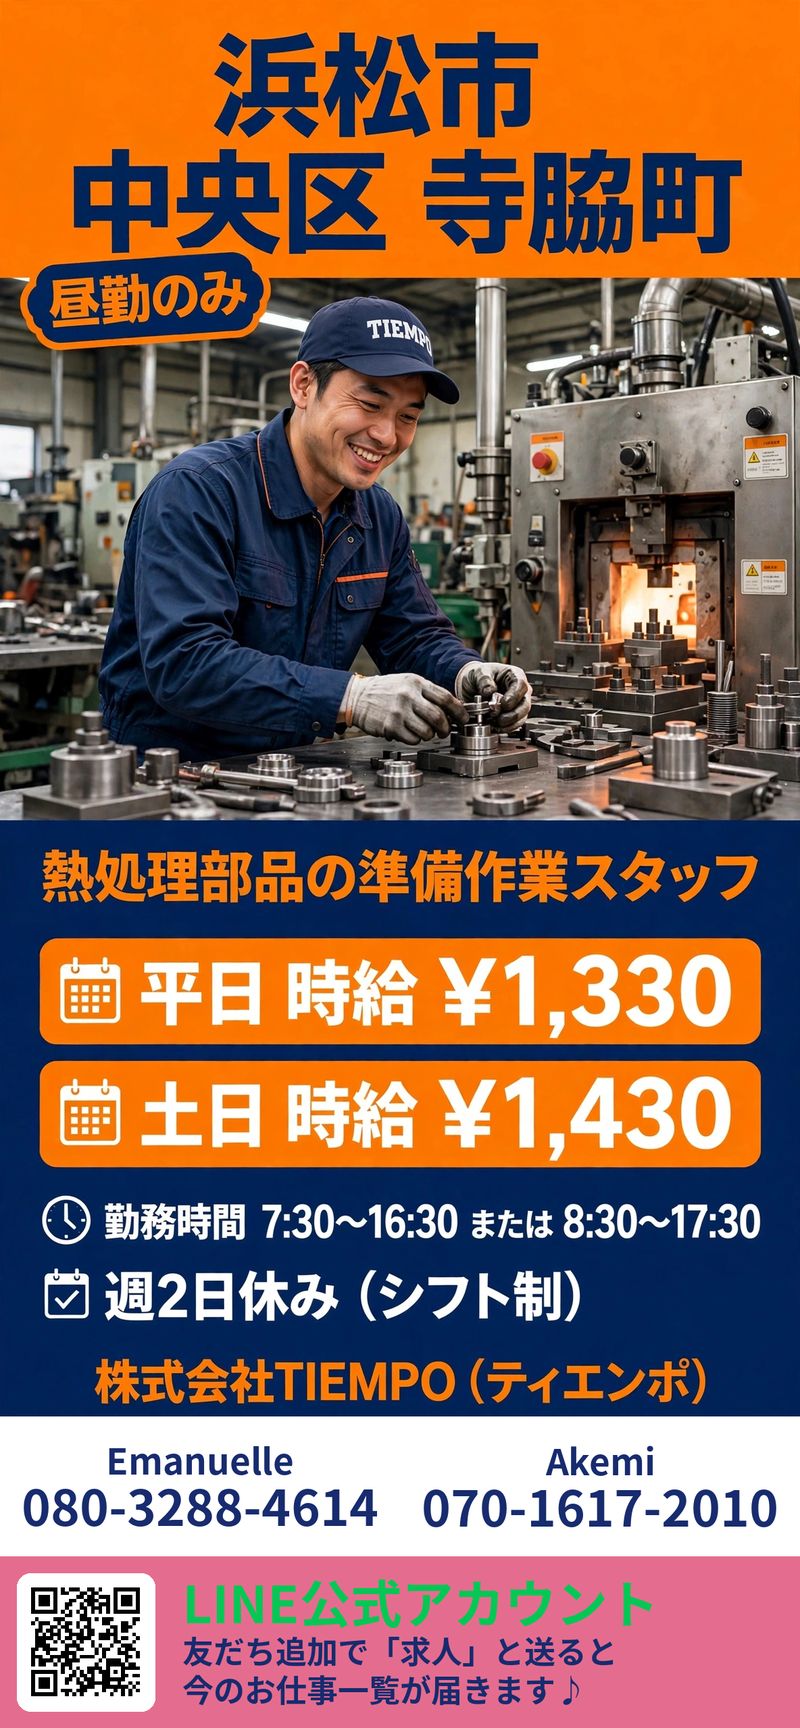 浜松市
中央区 寺脇町
昼勤のみ
TIEMPO
熱処理部品の準備作業スタッフ
平日 時給 ¥1,330
土日 時給 ¥1,430
勤務時間 7:30〜16:30 または 8:30〜17:30
週2日休み（シフト制）
株式会社TIEMPO（ティエンポ）
Emanuelle
080-3288-4614
Akemi
070-1617-2010
LINE公式アカウント
友だち追加で「求人」と送ると
今のお仕事一覧が届きます♪